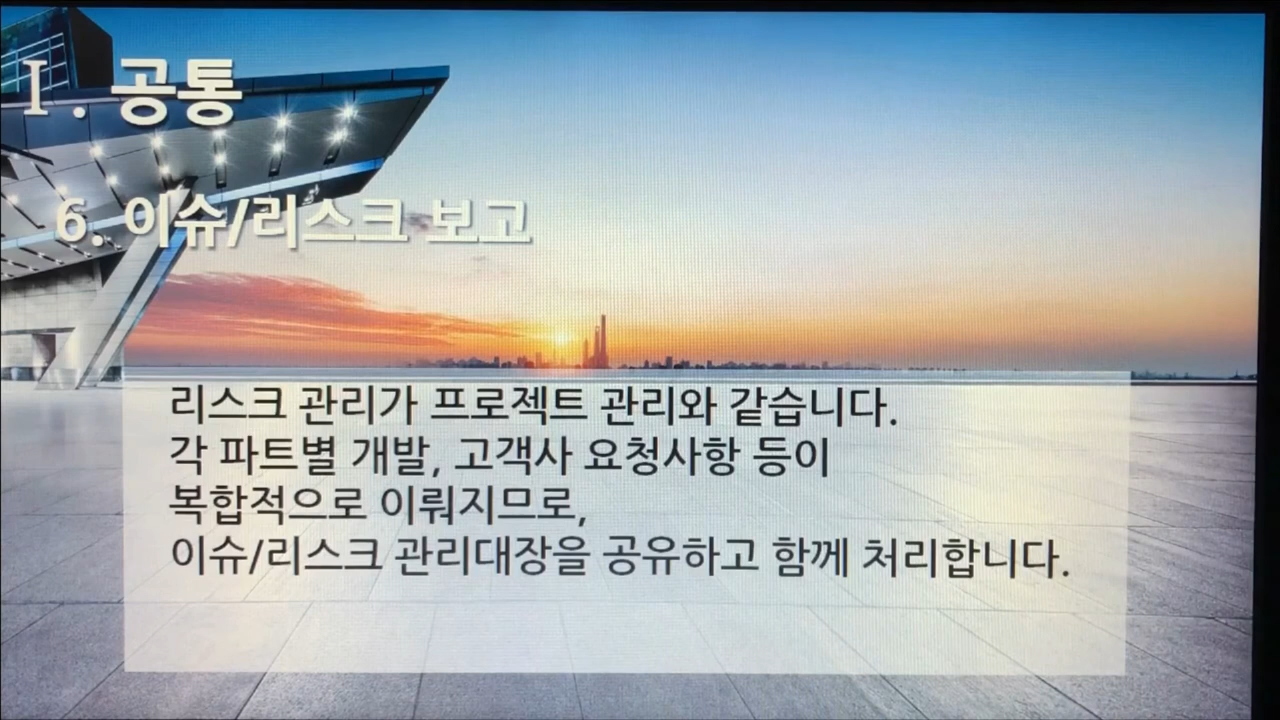 I. 공통
6. 이슈/리스크 보고
리스크 관리가 프로젝트 관리와 같습니다.
각 파트별 개발, 고객사 요청사항 등이
복합적으로 이뤄지므로,
이슈/리스크 관리대장을 공유하고 함께 처리합니다.